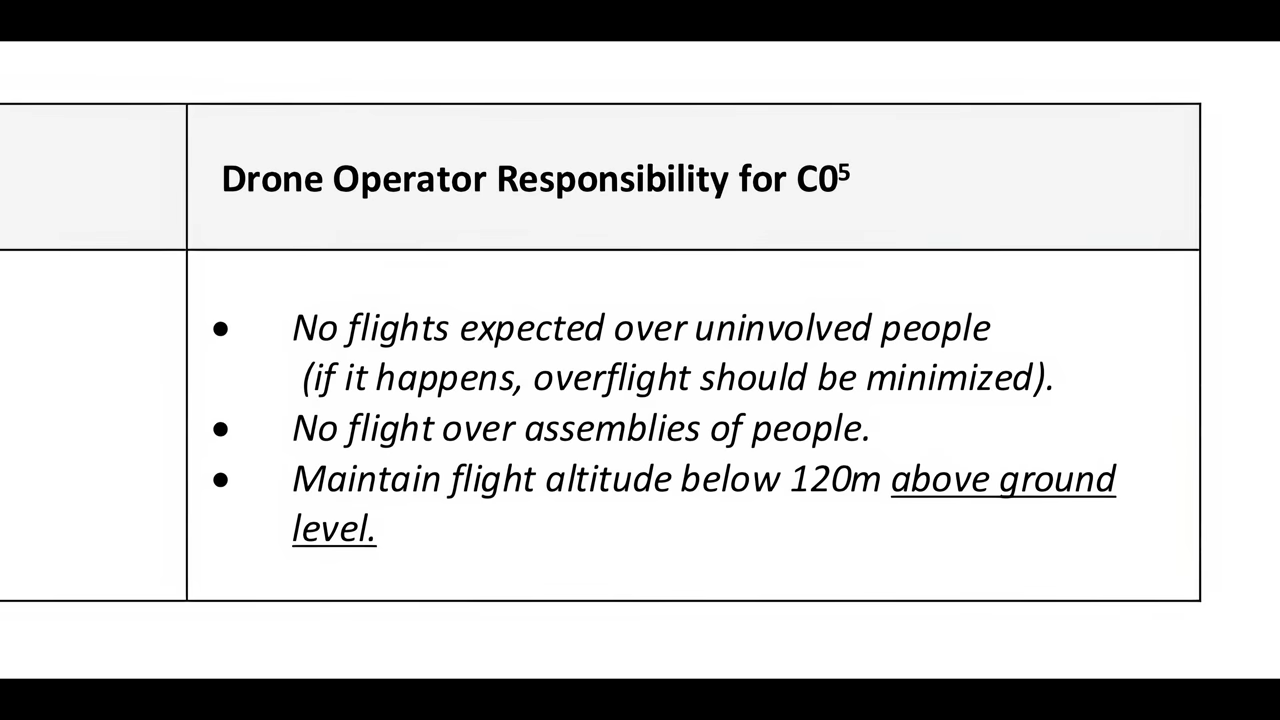 Drone Operator Responsibility for C0⁵
• No flights expected over uninvolved people
(if it happens, overflight should be minimized).
• No flight over assemblies of people.
• Maintain flight altitude below 120m above ground
level.